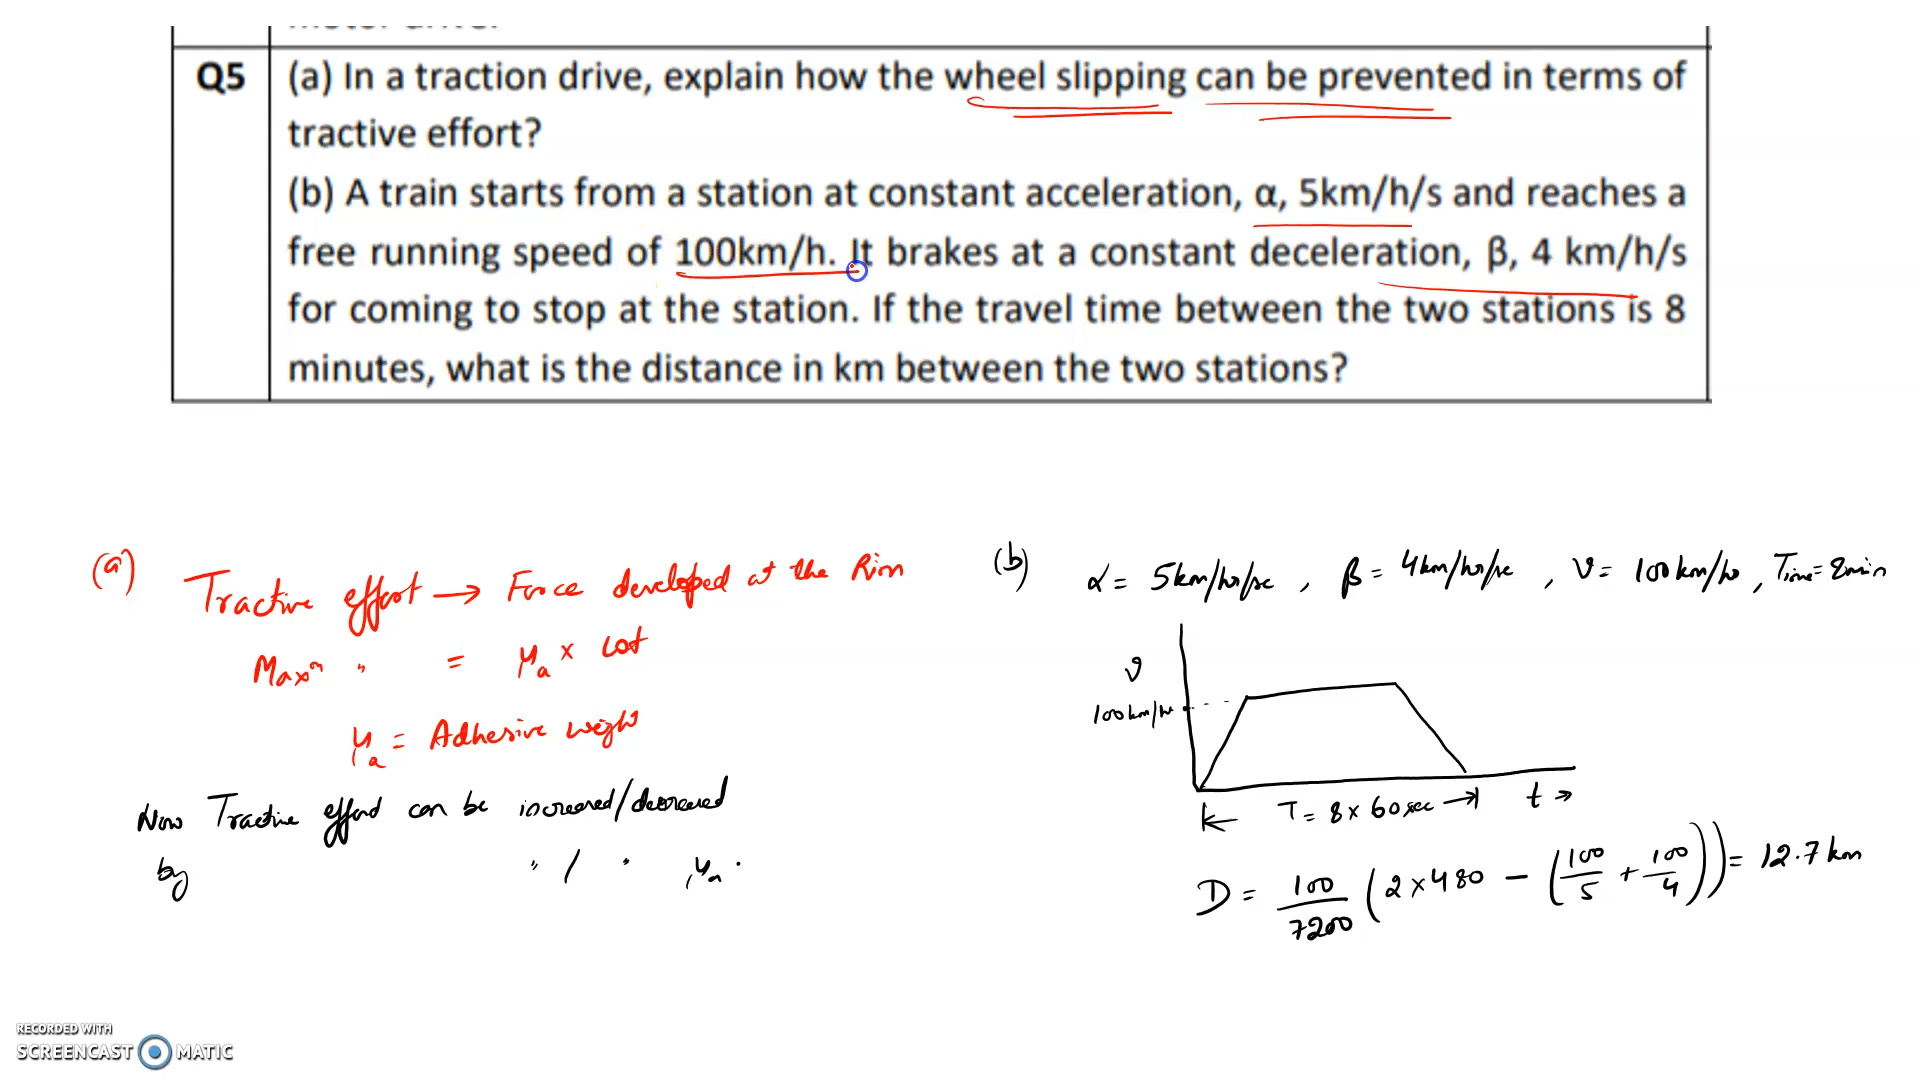 Q5
(a) In a traction drive, explain how the wheel slipping can be prevented in terms of
tractive effort?
(b) A train starts from a station at constant acceleration, α, 5km/h/s and reaches a
free running speed of 100km/h. It brakes at a constant deceleration, β, 4 km/h/s
for coming to stop at the station. If the travel time between the two stations is 8
minutes, what is the distance in km between the two stations?
(a)
Tractive effort → Force developed at the Rim
Maxm " = μa ×
μa = Adhesive weight
Now Tractive effort can be increased/decreased
by " / " μa .
(b)
α = 5km/hr/sec , β = 4km/hr/sec , v = 100km/hr , Time = 8min
v
100km/hr
T = 8 × 60 sec
t →
D = 100/7200 (2×480 − (100/5 + 100/4)) = 12.7 km
RECORDED WITH
SCREENCAST MATIC